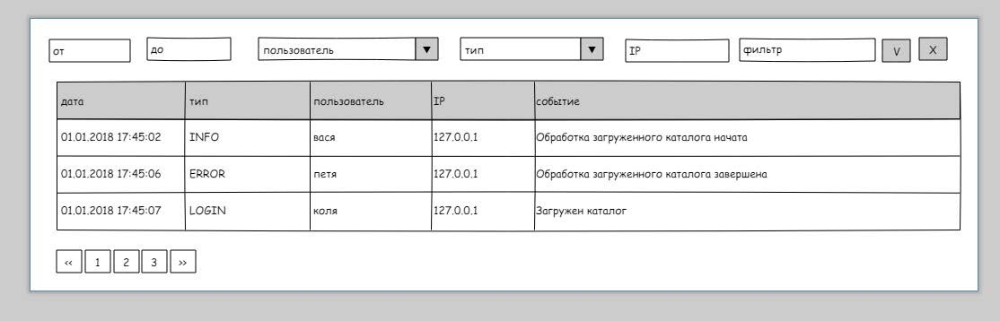 от до пользователь ▼ тип ▼ IP фильтр V X
дата тип пользователь IP событие
01.01.2018 17:45:02 INFO вася 127.0.0.1 Обработка загруженного каталога начата
01.01.2018 17:45:06 ERROR петя 127.0.0.1 Обработка загруженного каталога завершена
01.01.2018 17:45:07 LOGIN коля 127.0.0.1 Загружен каталог
<< 1 2 3 >>